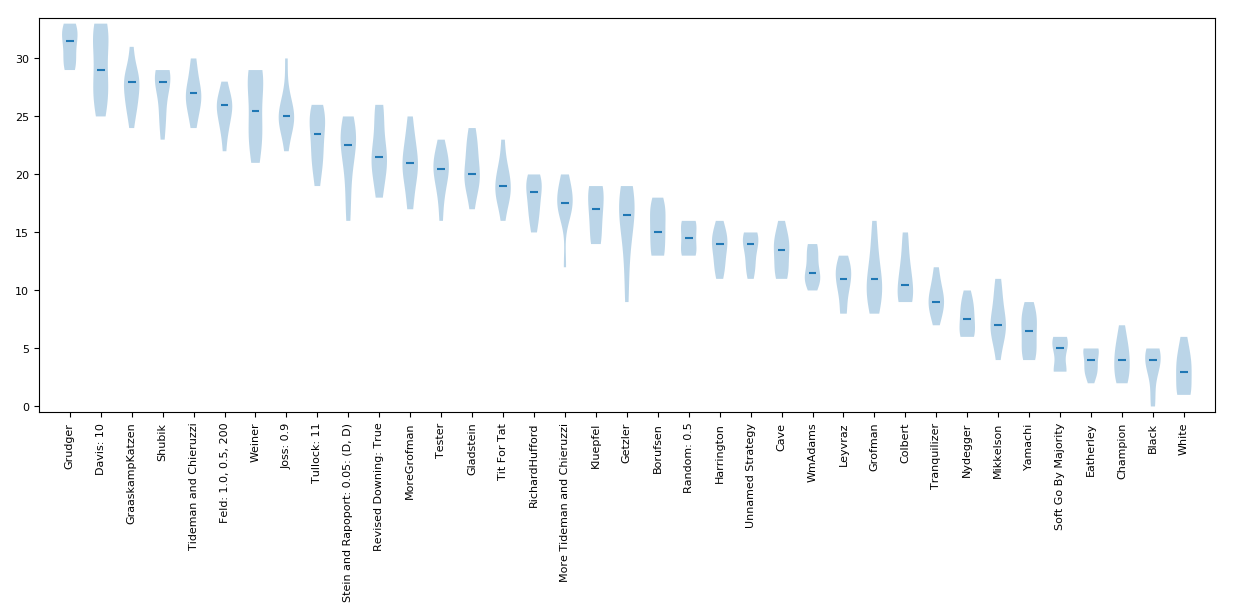 30
25
20
15
10
5
0
Grudger
Davis: 10
GraaskampKatzen
Shubik
Tideman and Chieruzzi
Feld: 1.0, 0.5, 200
Weiner
Joss: 0.9
Tullock: 11
Stein and Rapoport: 0.05: (D, D)
Revised Downing: True
MoreGrofman
Tester
Gladstein
Tit For Tat
RichardHufford
More Tideman and Chieruzzi
Kluepfel
Getzler
Borufsen
Random: 0.5
Harrington
Unnamed Strategy
Cave
WmAdams
Leyvraz
Grofman
Colbert
Tranquilizer
Nydegger
Mikkelson
Yamachi
Soft Go By Majority
Eatherley
Champion
Black
White